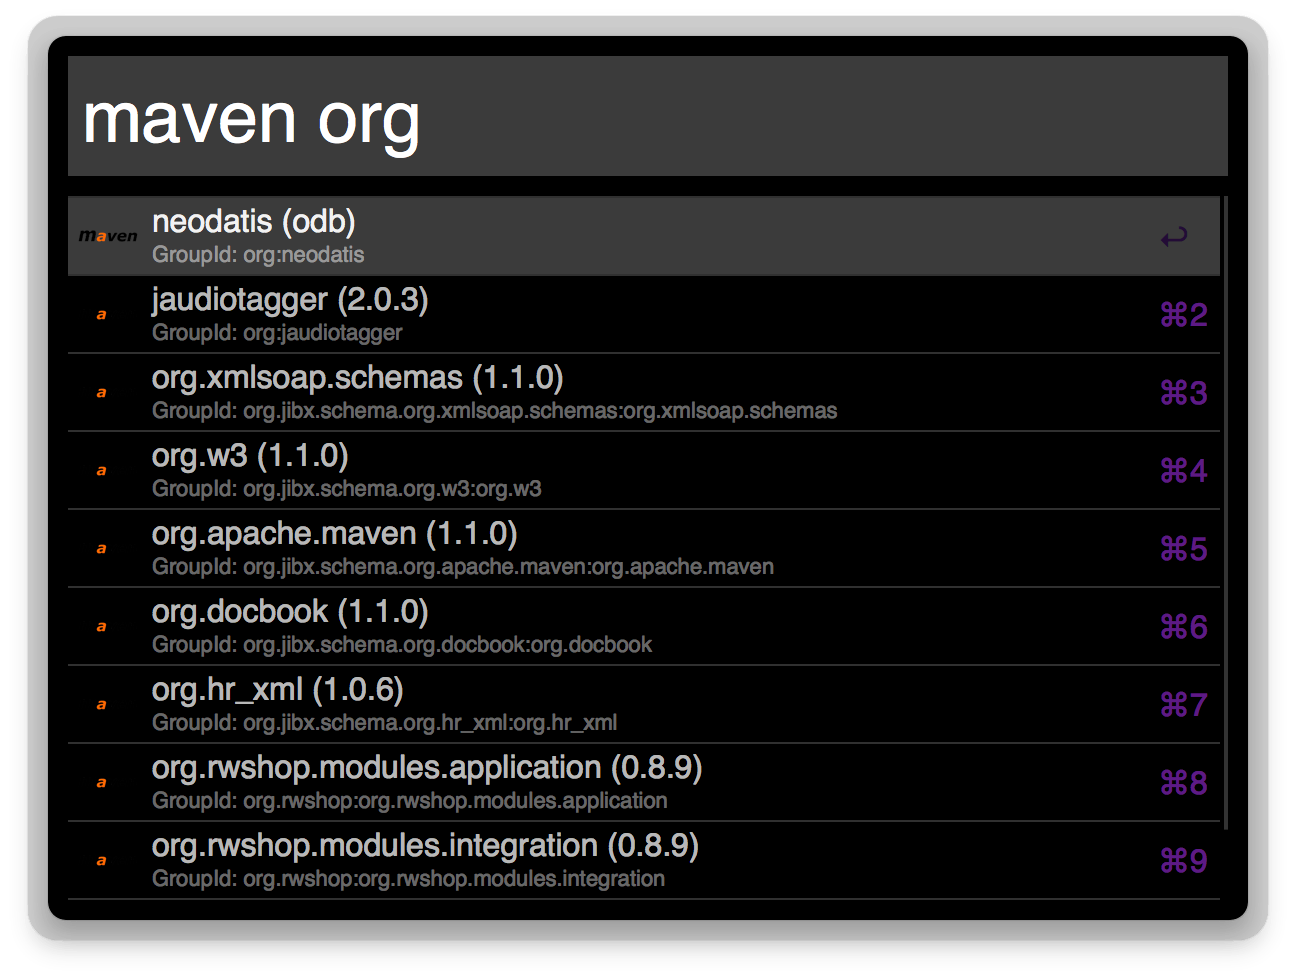 maven org
maven
neodatis (odb)
GroupId: org:neodatis
↩
a
jaudiotagger (2.0.3)
GroupId: org:jaudiotagger
⌘2
a
org.xmlsoap.schemas (1.1.0)
GroupId: org.jibx.schema.org.xmlsoap.schemas:org.xmlsoap.schemas
⌘3
a
org.w3 (1.1.0)
GroupId: org.jibx.schema.org.w3:org.w3
⌘4
a
org.apache.maven (1.1.0)
GroupId: org.jibx.schema.org.apache.maven:org.apache.maven
⌘5
a
org.docbook (1.1.0)
GroupId: org.jibx.schema.org.docbook:org.docbook
⌘6
a
org.hr_xml (1.0.6)
GroupId: org.jibx.schema.org.hr_xml:org.hr_xml
⌘7
a
org.rwshop.modules.application (0.8.9)
GroupId: org.rwshop:org.rwshop.modules.application
⌘8
a
org.rwshop.modules.integration (0.8.9)
GroupId: org.rwshop:org.rwshop.modules.integration
⌘9